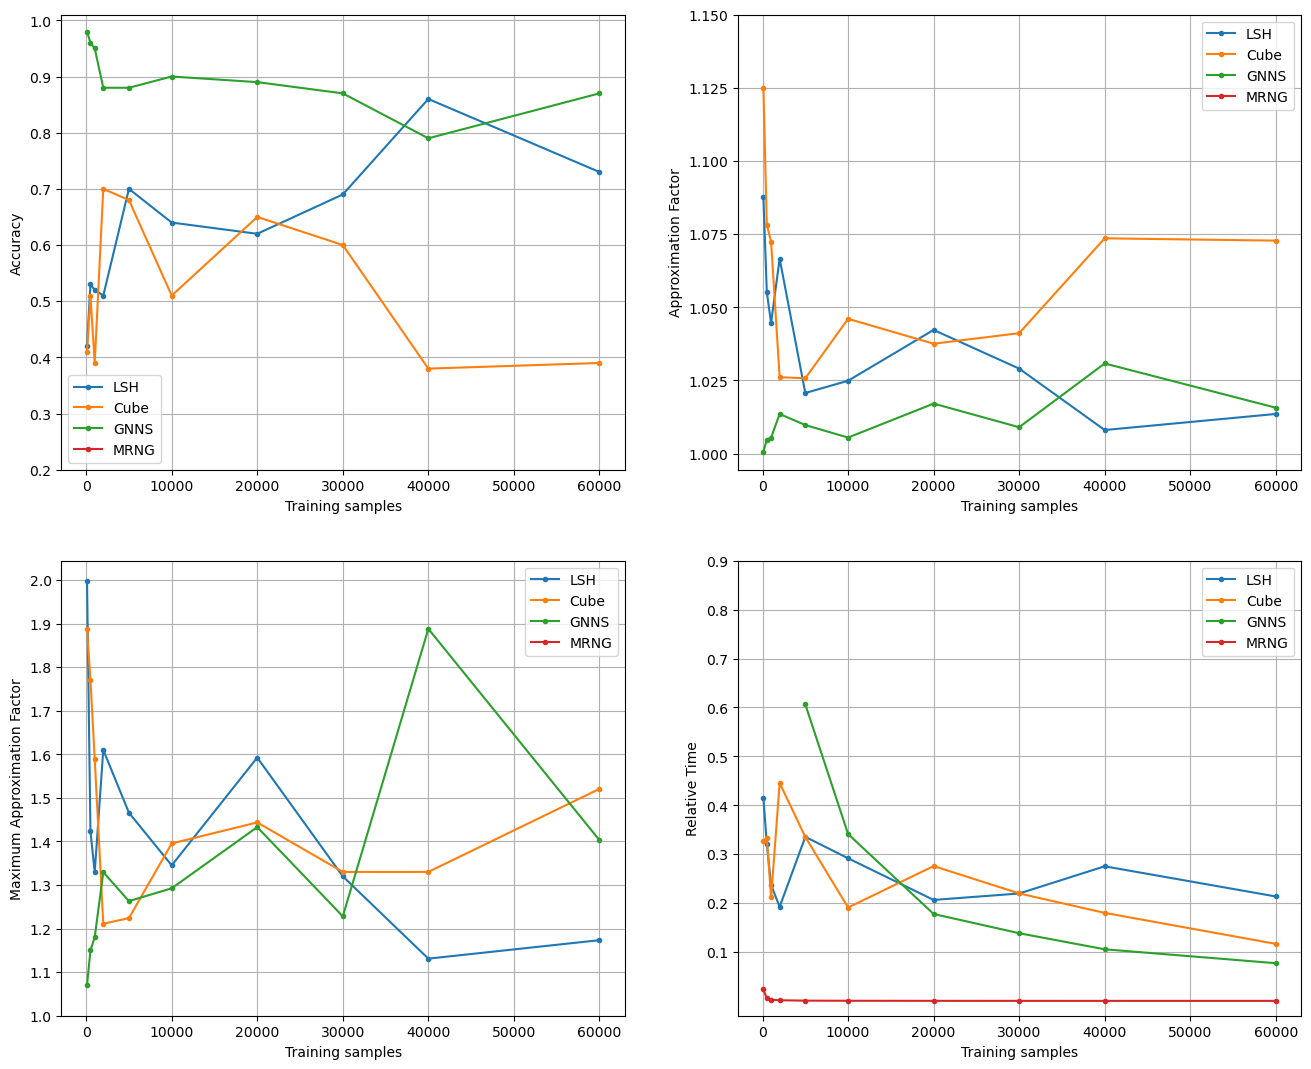 1.0
0.9
0.8
0.7
0.6
0.5
0.4
0.3
0.2
Accuracy
LSH
Cube
GNNS
MRNG
0 10000 20000 30000 40000 50000 60000
Training samples
1.150
1.125
1.100
1.075
1.050
1.025
1.000
Approximation Factor
LSH
Cube
GNNS
MRNG
0 10000 20000 30000 40000 50000 60000
Training samples
2.0
1.9
1.8
1.7
1.6
1.5
1.4
1.3
1.2
1.1
1.0
Maximum Approximation Factor
LSH
Cube
GNNS
MRNG
0 10000 20000 30000 40000 50000 60000
Training samples
0.9
0.8
0.7
0.6
0.5
0.4
0.3
0.2
0.1
Relative Time
LSH
Cube
GNNS
MRNG
0 10000 20000 30000 40000 50000 60000
Training samples